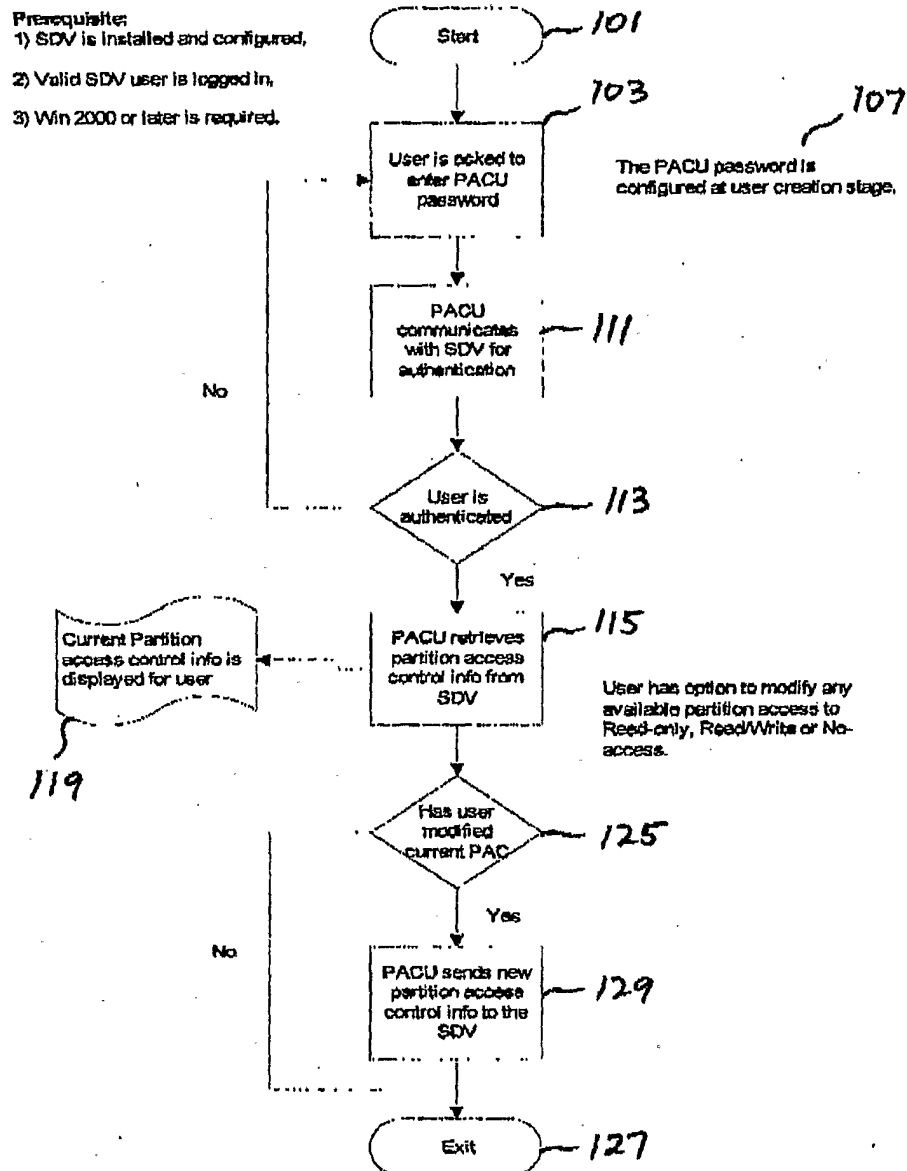 Prerequisite:
1) SDV is installed and configured,
2) Valid SDV user is logged in,
3) Win 2000 or later is required.
Start
101
103
User is asked to
enter PACU
password
107
The PACU password is
configured at user creation stage.
PACU
communicates
with SDV for
authentication
111
No
User is
authenticated
113
Yes
PACU retrieves
partition access
control info from
SDV
115
Current Partition
access control info is
displayed for user
119
User has option to modify any
available partition access to
Read-only, Read/Write or No-
access.
Has user
modified
current PAC
125
Yes
No
PACU sends new
partition access
control info to the
SDV
129
Exit
127